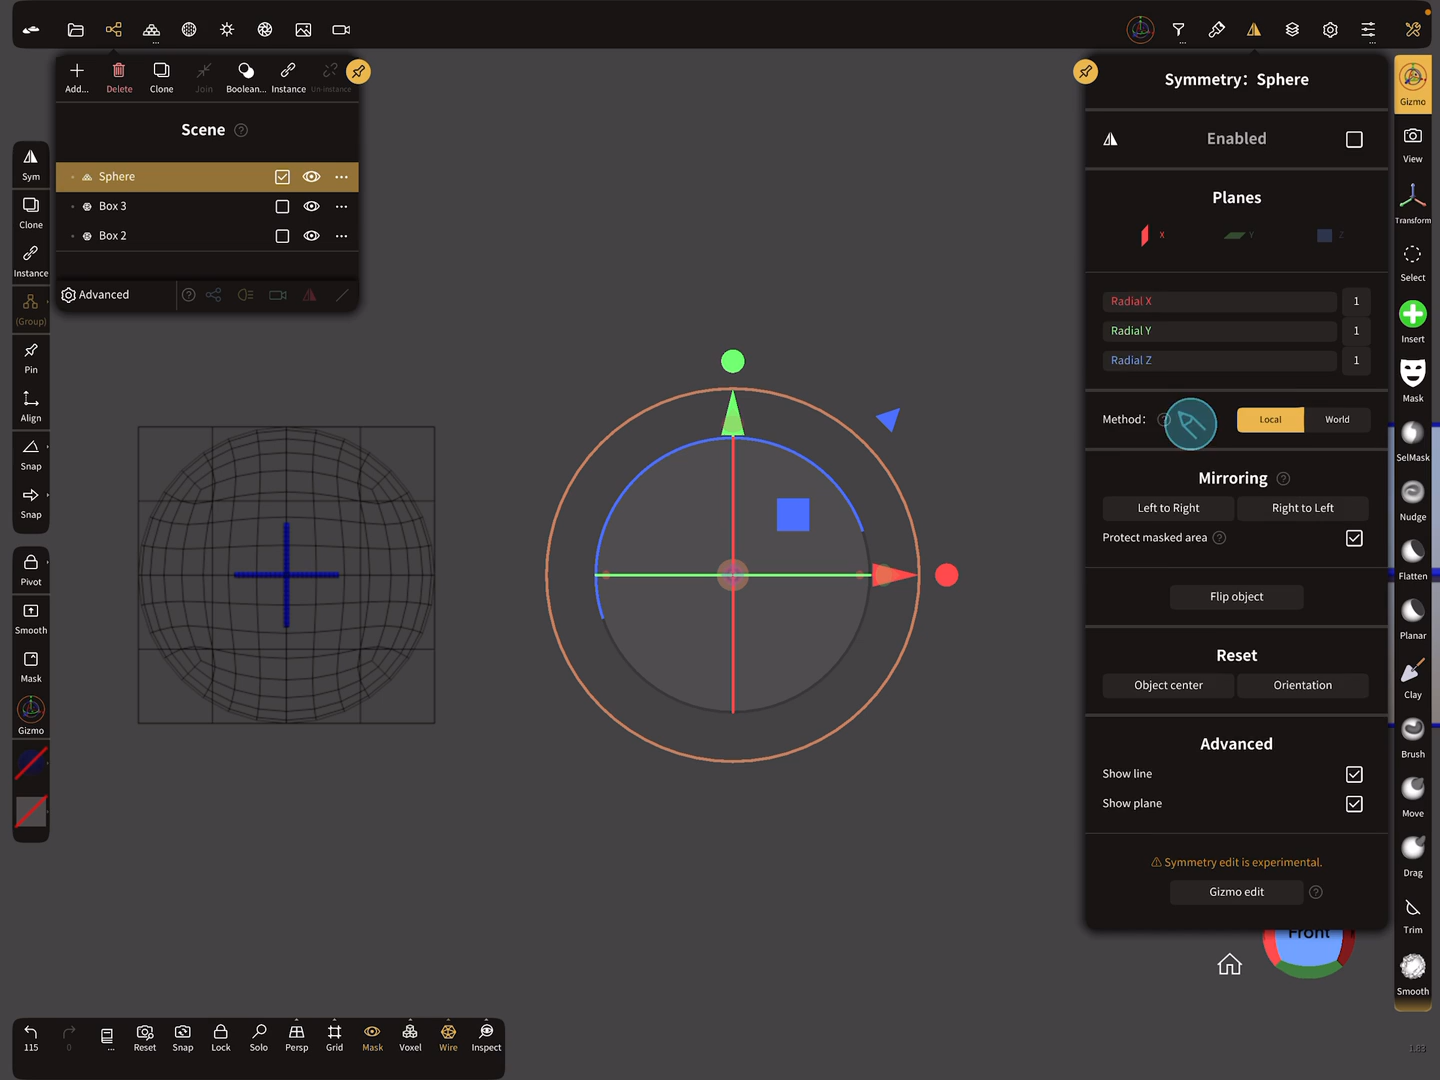 Add...
Delete
Clone
Join
Boolean...
Instance
Un-instance
Scene
Sphere
Box 3
Box 2
Advanced
Sym
Clone
Instance
(Group)
Pin
Align
Snap
Snap
Pivot
Smooth
Mask
Gizmo
Symmetry: Sphere
Enabled
Planes
X
Y
Z
Radial X 1
Radial Y 1
Radial Z 1
Method: Local World
Mirroring
Left to Right Right to Left
Protect masked area
Flip object
Reset
Object center Orientation
Advanced
Show line
Show plane
Symmetry edit is experimental.
Gizmo edit
Front
Gizmo
View
Transform
Select
Insert
Mask
SelMask
Nudge
Flatten
Planar
Clay
Brush
Move
Drag
Trim
Smooth
115
0
...
Reset
Snap
Lock
Solo
Persp
Grid
Mask
Voxel
Wire
Inspect
1.83